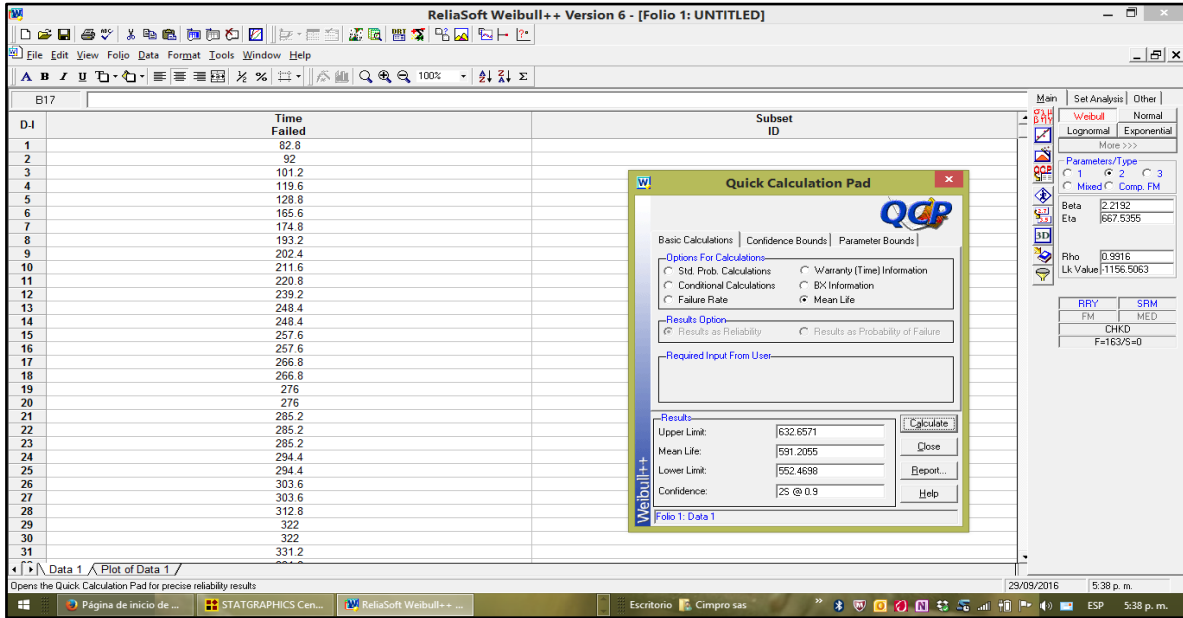 ReliaSoft Weibull++ Version 6 - [Folio 1: UNTITLED]
File Edit View Folio Data Format Tools Window Help
A B I U 100% Σ
B17
D-I Time Failed Subset ID
1 82.8
2 92
3 101.2
4 119.6
5 128.8
6 165.6
7 174.8
8 193.2
9 202.4
10 211.6
11 220.8
12 239.2
13 248.4
14 248.4
15 257.6
16 257.6
17 266.8
18 266.8
19 276
20 276
21 285.2
22 285.2
23 285.2
24 294.4
25 294.4
26 303.6
27 303.6
28 312.8
29 322
30 322
31 331.2
Data 1 Plot of Data 1
Quick Calculation Pad
QCP
Basic Calculations Confidence Bounds Parameter Bounds
Options For Calculations
Std. Prob. Calculations Warranty (Time) Information
Conditional Calculations BX Information
Failure Rate Mean Life
Results Option
Results as Reliability Results as Probability of Failure
Required Input From User
Results
Upper Limit: 632.6571 Calculate
Mean Life: 591.2055 Close
Lower Limit: 552.4698 Report...
Confidence: 2S @ 0.9 Help
Weibull++
Folio 1: Data 1
Main Set Analysis Other
Weibull Normal
Lognormal Exponential
More >>>
Parameters/Type
1 2 3
Mixed Comp. FM
Beta 2.2192
Eta 667.5355
Rho 0.9916
Lk Value -1156.5063
RRY SRM
FM MED
CHKD
F=163/S=0
QCP
3D
Opens the Quick Calculation Pad for precise reliability results 29/09/2016 5:38 p. m.
Página de inicio de ... STATGRAPHICS Cen... ReliaSoft Weibull++ ... Escritorio Cimpro sas » ESP 5:38 p. m.